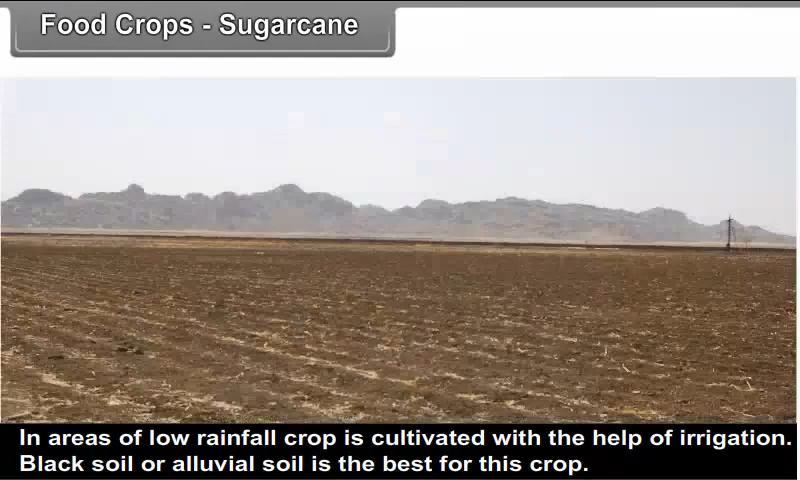 Food Crops - Sugarcane
In areas of low rainfall crop is cultivated with the help of irrigation.
Black soil or alluvial soil is the best for this crop.